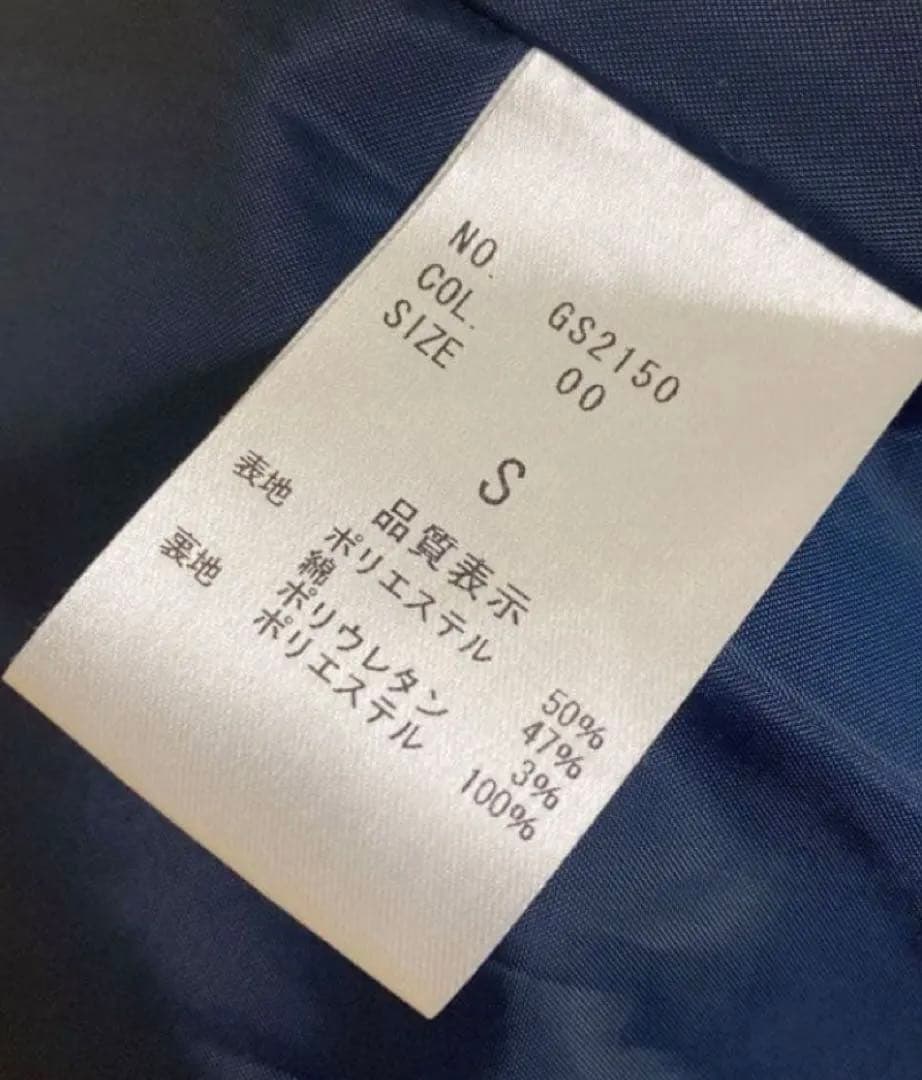 NO. GS2150
COL. 00
SIZE S
品質表示
表地 ポリエステル 50%
綿 47%
ポリウレタン 3%
裏地 ポリエステル 100%